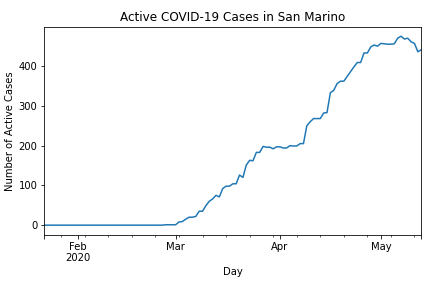 Active COVID-19 Cases in San Marino
Number of Active Cases
400
300
200
100
0
Feb
2020
Mar
Apr
May
Day